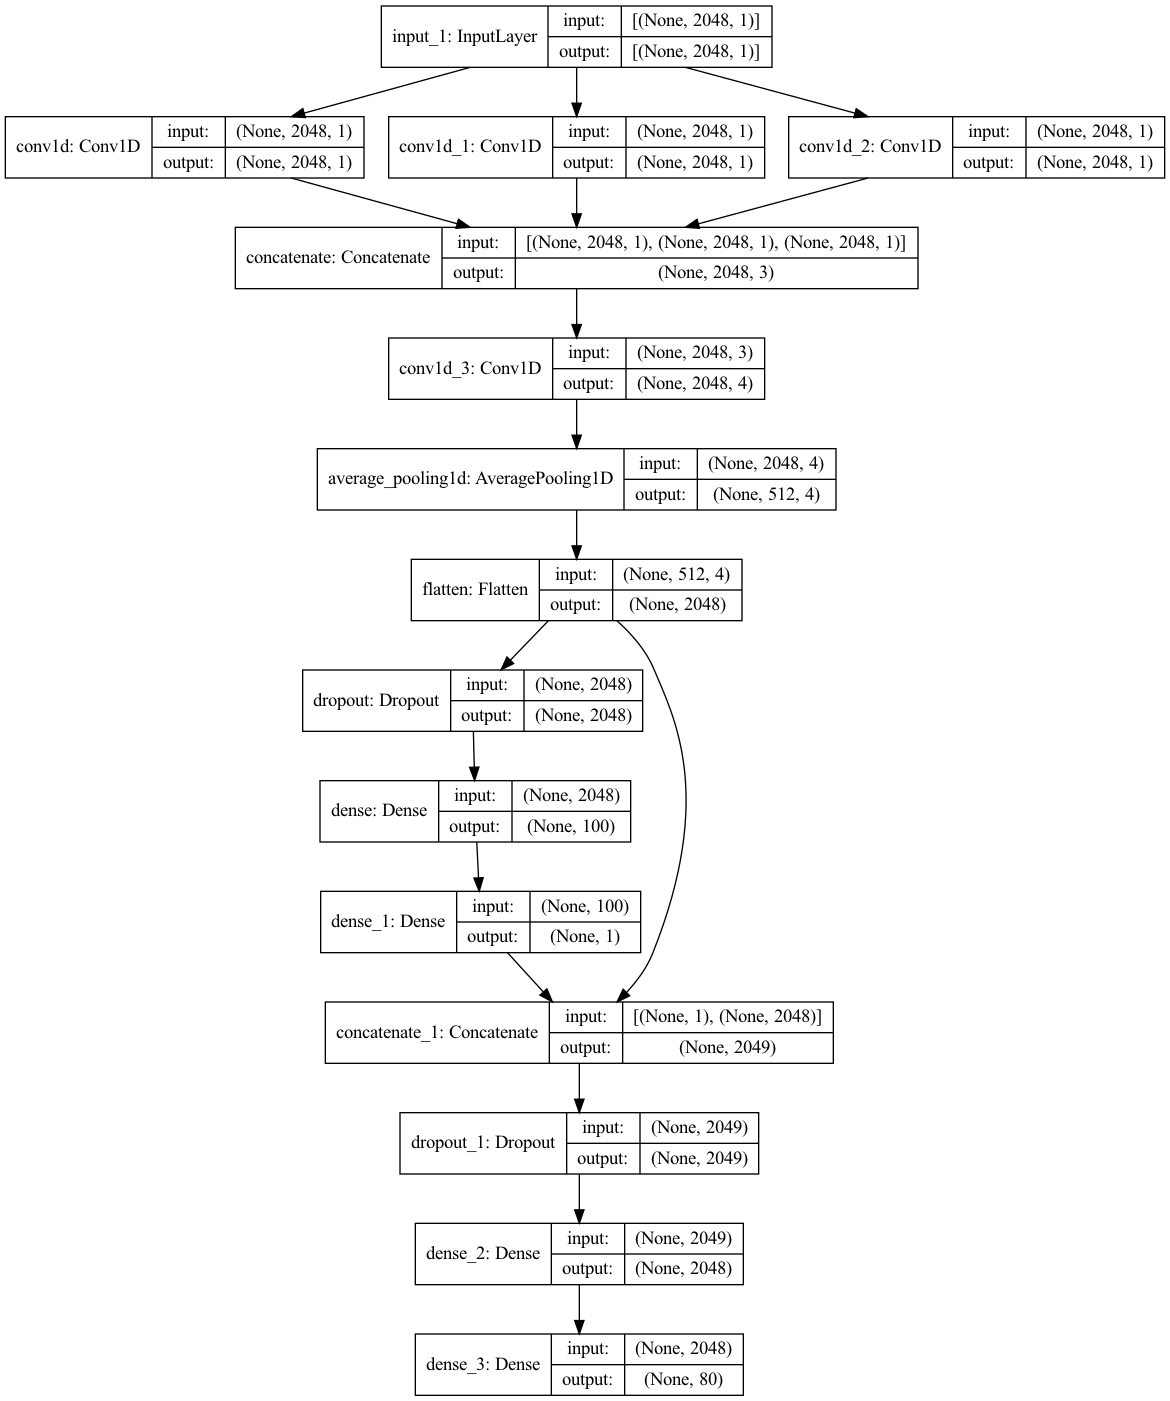 input_1: InputLayer
input: [(None, 2048, 1)]
output: [(None, 2048, 1)]
conv1d: Conv1D
input: (None, 2048, 1)
output: (None, 2048, 1)
conv1d_1: Conv1D
input: (None, 2048, 1)
output: (None, 2048, 1)
conv1d_2: Conv1D
input: (None, 2048, 1)
output: (None, 2048, 1)
concatenate: Concatenate
input: [(None, 2048, 1), (None, 2048, 1), (None, 2048, 1)]
output: (None, 2048, 3)
conv1d_3: Conv1D
input: (None, 2048, 3)
output: (None, 2048, 4)
average_pooling1d: AveragePooling1D
input: (None, 2048, 4)
output: (None, 512, 4)
flatten: Flatten
input: (None, 512, 4)
output: (None, 2048)
dropout: Dropout
input: (None, 2048)
output: (None, 2048)
dense: Dense
input: (None, 2048)
output: (None, 100)
dense_1: Dense
input: (None, 100)
output: (None, 1)
concatenate_1: Concatenate
input: [(None, 1), (None, 2048)]
output: (None, 2049)
dropout_1: Dropout
input: (None, 2049)
output: (None, 2049)
dense_2: Dense
input: (None, 2049)
output: (None, 2048)
dense_3: Dense
input: (None, 2048)
output: (None, 80)